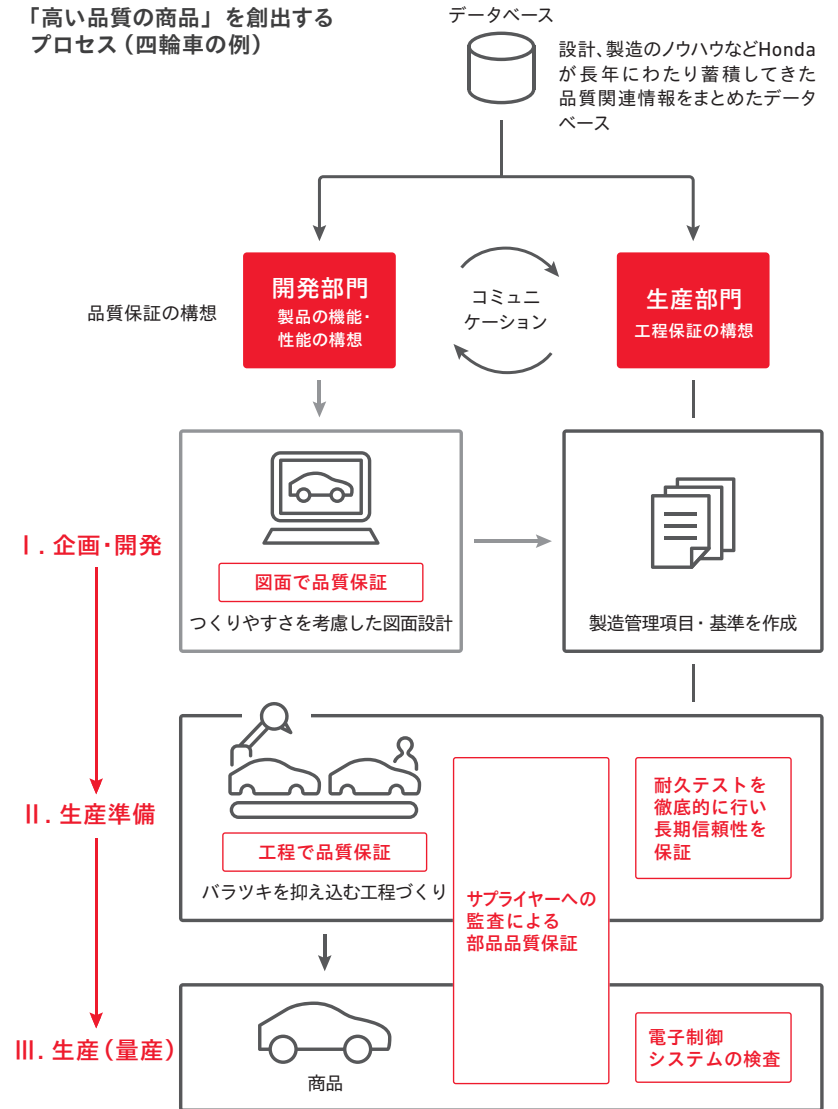 「高い品質の商品」を創出する
プロセス(四輪車の例)
データベース
設計、製造のノウハウなどHonda
が長年にわたり蓄積してきた
品質関連情報をまとめたデータ
ベース
品質保証の構想
開発部門
製品の機能・
性能の構想
コミュニ
ケーション
生産部門
工程保証の構想
Ⅰ. 企画・開発
図面で品質保証
つくりやすさを考慮した図面設計
製造管理項目・基準を作成
Ⅱ. 生産準備
工程で品質保証
バラツキを抑え込む工程づくり
サプライヤーへの
監査による
部品品質保証
耐久テストを
徹底的に行い
長期信頼性を
保証
Ⅲ. 生産(量産)
商品
電子制御
システムの検査